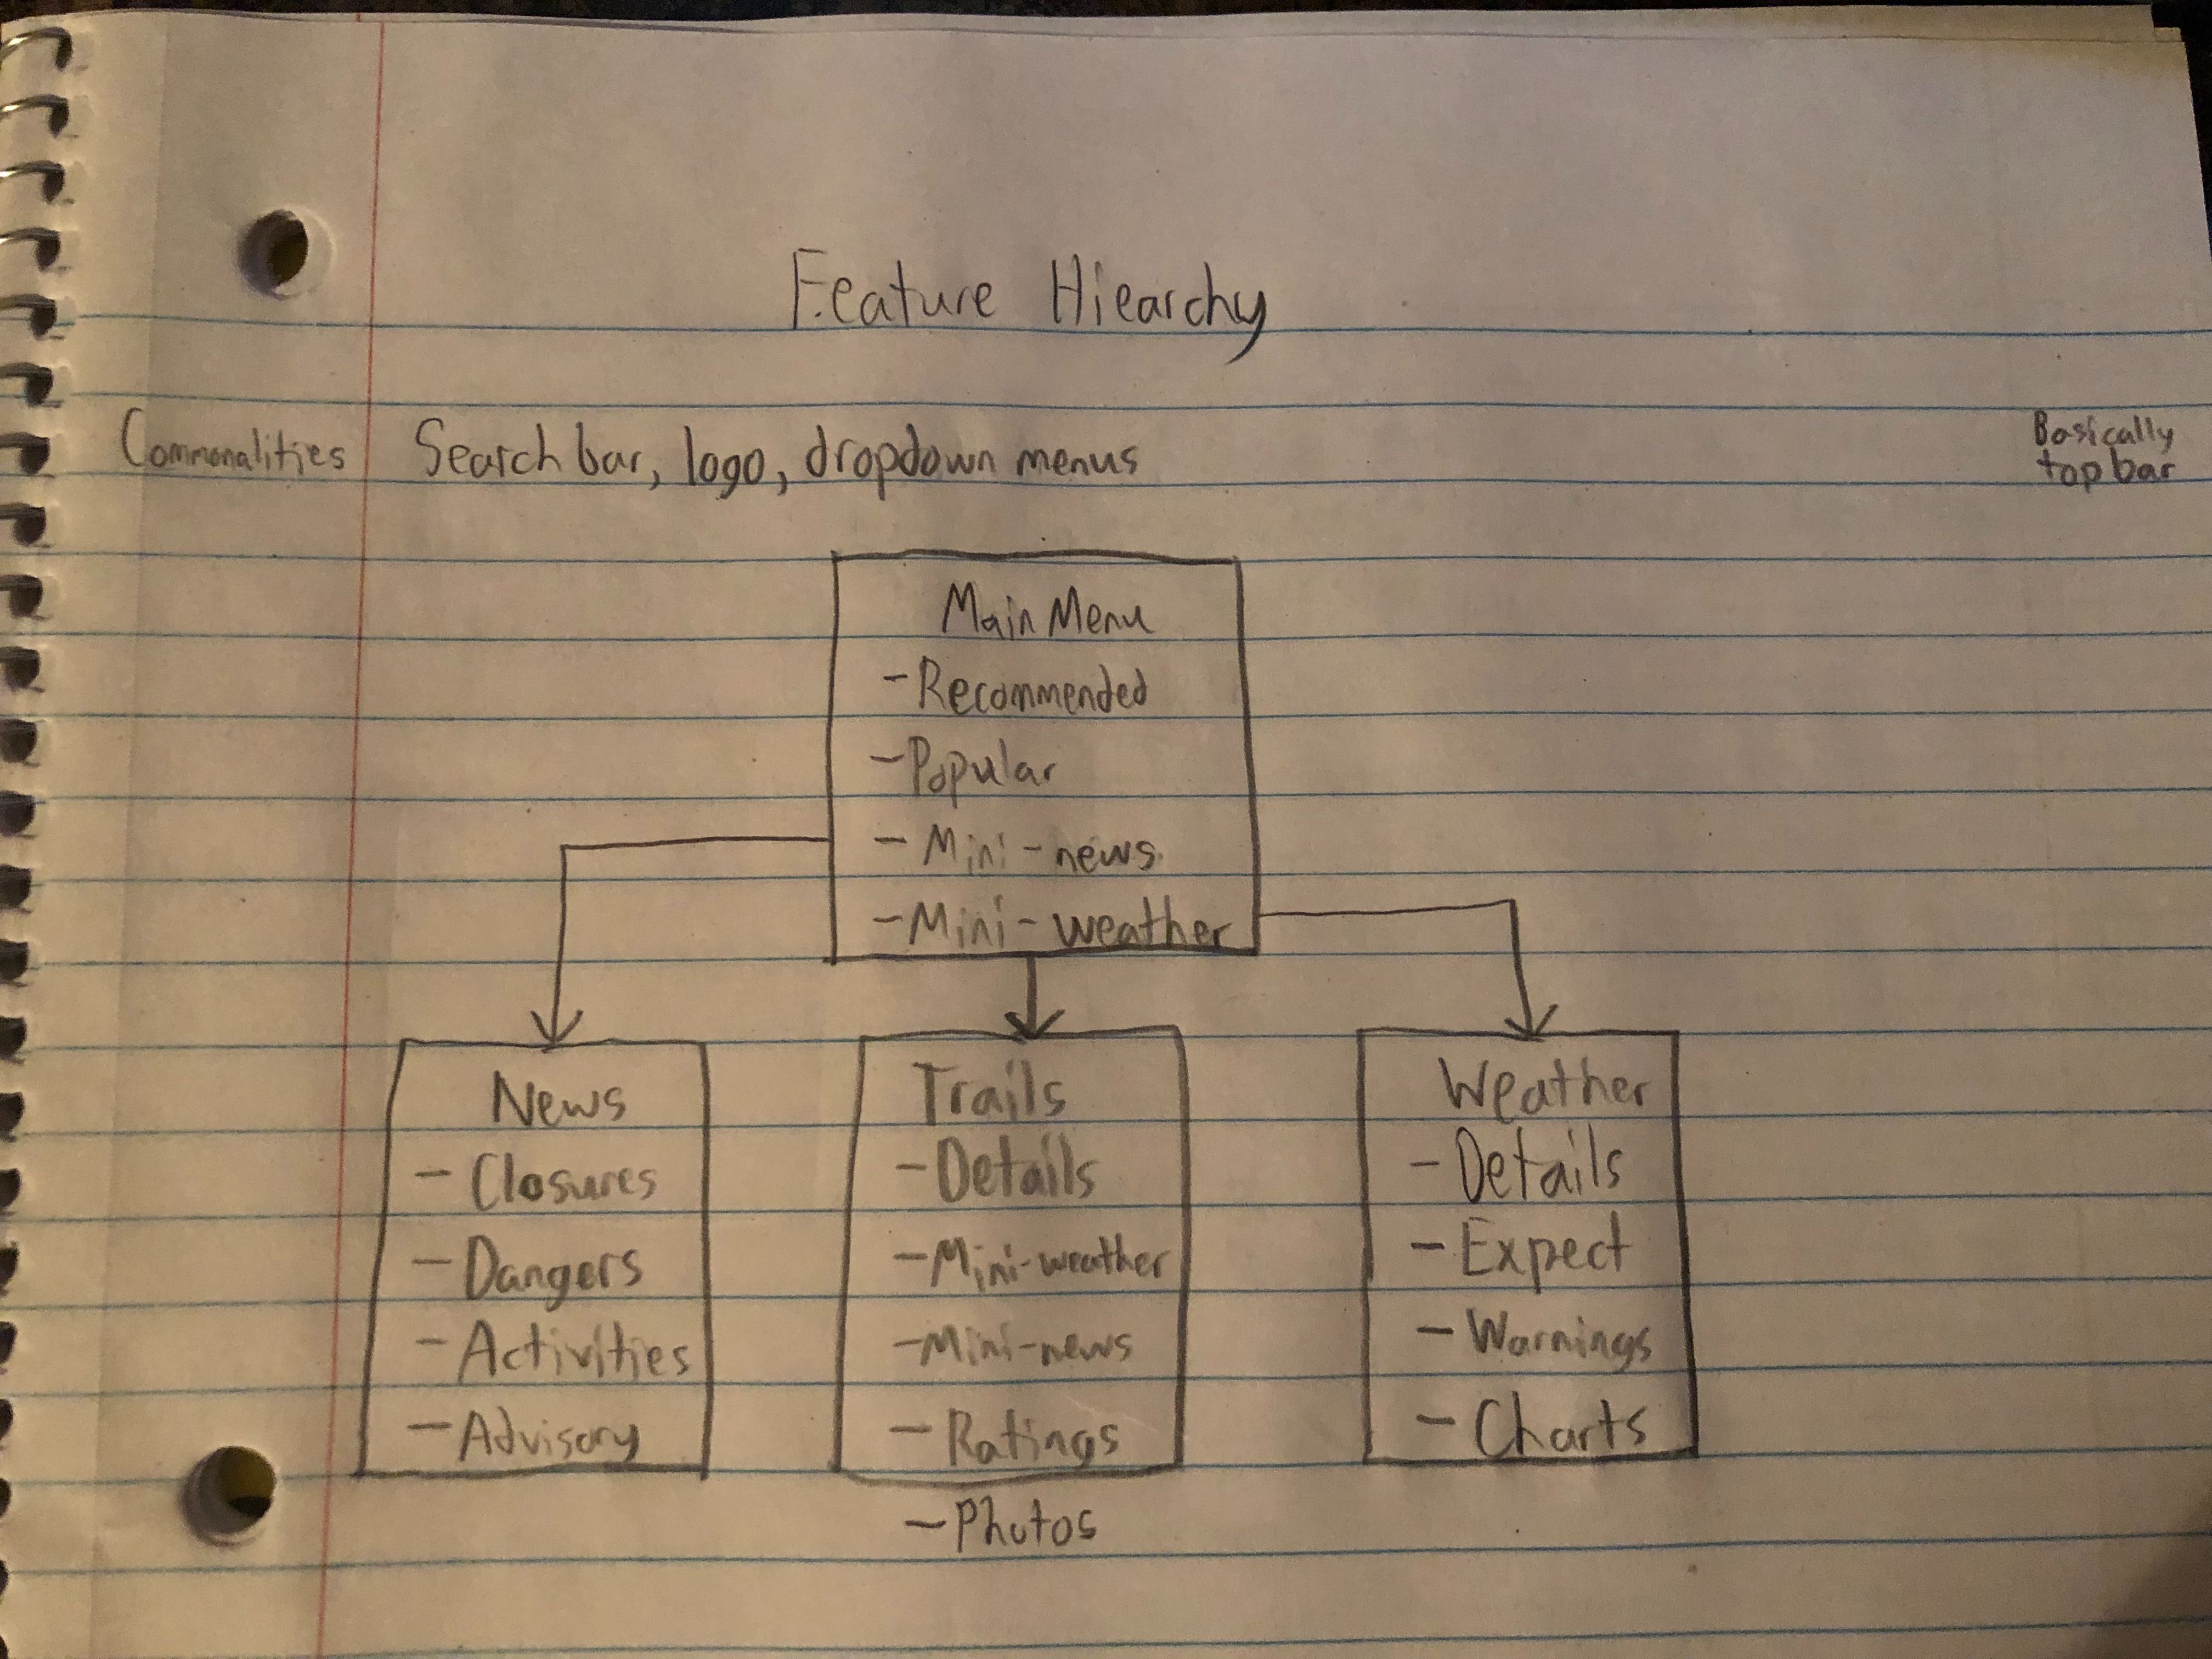 Feature Hiearchy
Commonalities Search bar, logo, dropdown menus
Basically
top bar
Main Menu
- Recommended
- Popular
- Mini-news
- Mini-weather
News
- Closures
- Dangers
- Activities
- Advisory
Trails
- Details
- Mini-weather
- Mini-news
- Ratings
- Photos
Weather
- Details
- Expect
- Warnings
- Charts